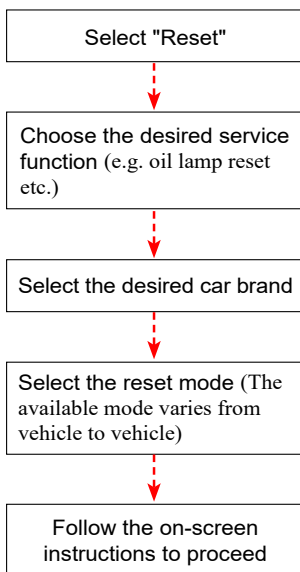 Select "Reset"
Choose the desired service
function (e.g. oil lamp reset
etc.)
Select the desired car brand
Select the reset mode (The
available mode varies from
vehicle to vehicle)
Follow the on-screen
instructions to proceed